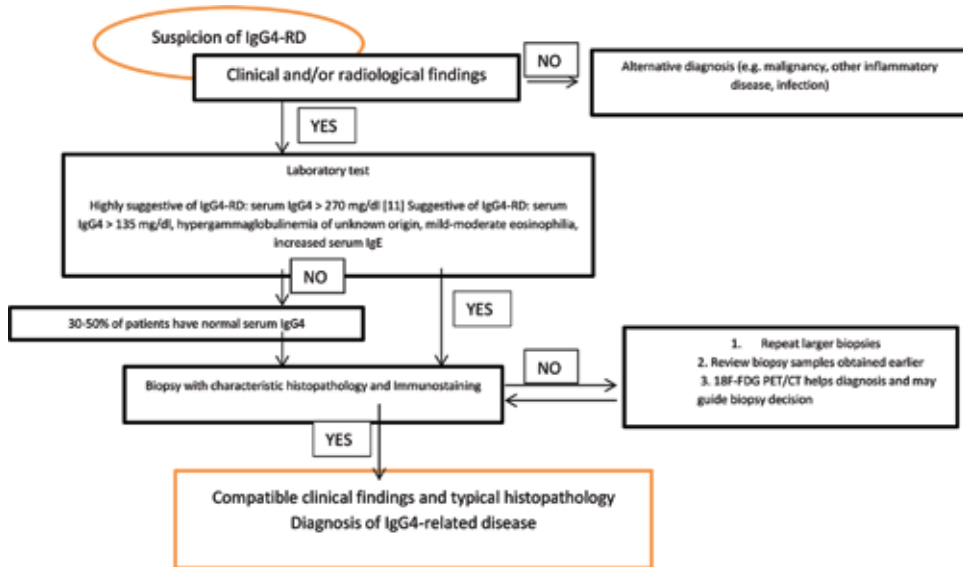 Suspicion of IgG4-RD
Clinical and/or radiological findings
NO
Alternative diagnosis (e.g. malignancy, other inflammatory
disease, infection)
YES
Laboratory test
Highly suggestive of IgG4-RD: serum IgG4 > 270 mg/dl [11] Suggestive of IgG4-RD: serum
IgG4 > 135 mg/dl, hypergammaglobulinemia of unknown origin, mild-moderate eosinophilia,
increased serum IgE
NO
YES
30-50% of patients have normal serum IgG4
Biopsy with characteristic histopathology and Immunostaining
NO
1. Repeat larger biopsies
2. Review biopsy samples obtained earlier
3. 18F-FDG PET/CT helps diagnosis and may
guide biopsy decision
YES
Compatible clinical findings and typical histopathology
Diagnosis of IgG4-related disease